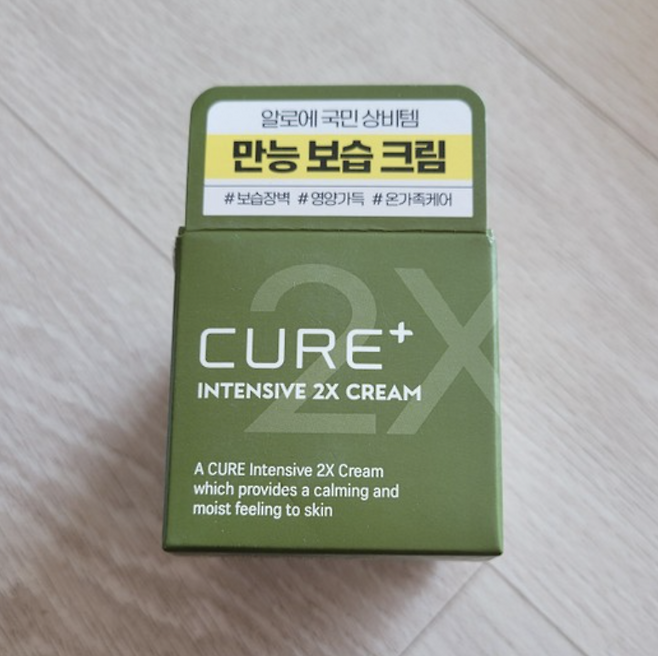 알로에 국민 상비템
만능 보습 크림
#보습장벽 #영양가득 #온가족케어
2X
CURE+
INTENSIVE 2X CREAM
A CURE Intensive 2X Cream
which provides a calming and
moist feeling to skin